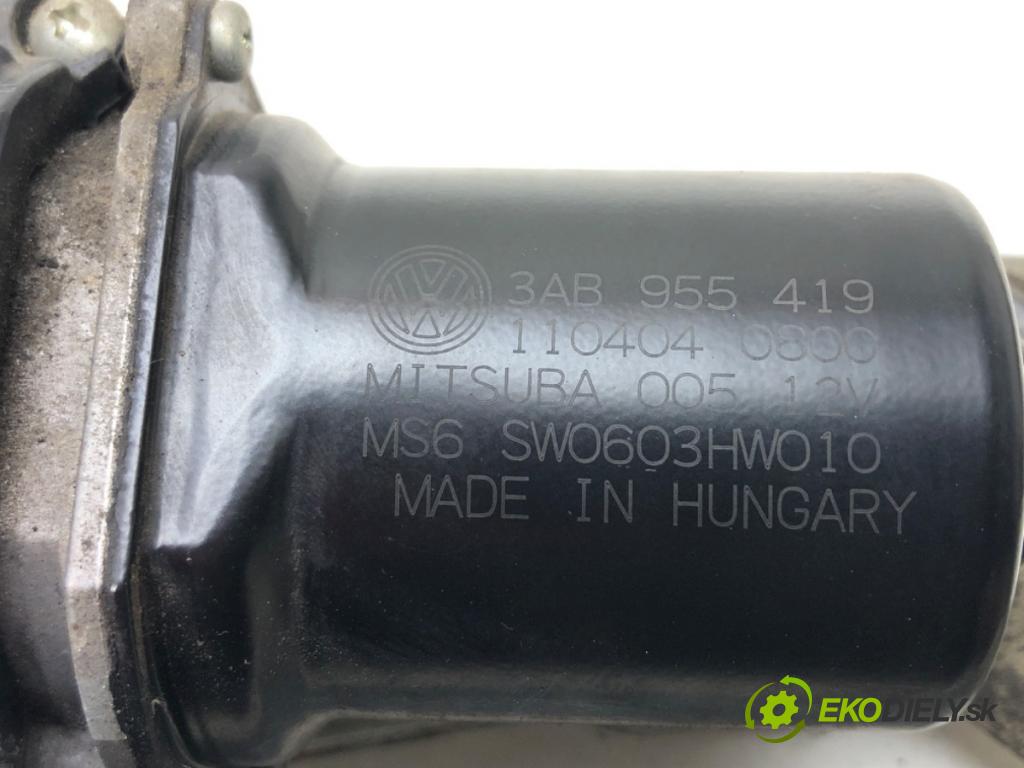 3AB 955 419
110404 0800
MITSUBA 005 12V
MS6 SW0603HW010
MADE IN HUNGARY
EKODIELY.sk